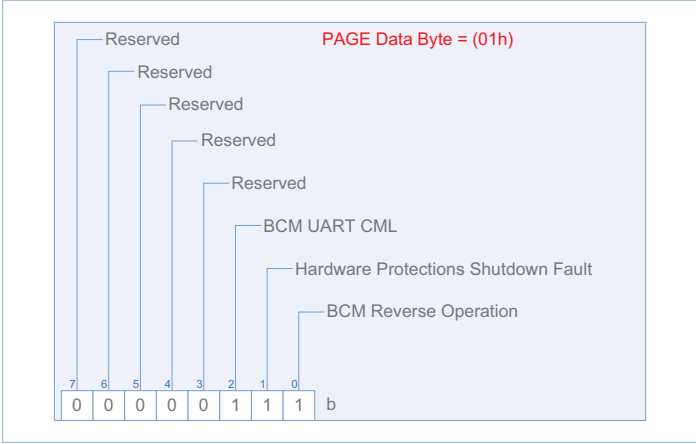 Reserved PAGE Data Byte = (01h)
Reserved
Reserved
Reserved
Reserved
BCM UART CML
Hardware Protections Shutdown Fault
BCM Reverse Operation
7 6 5 4 3 2 1 0
0 0 0 0 0 1 1 1 b